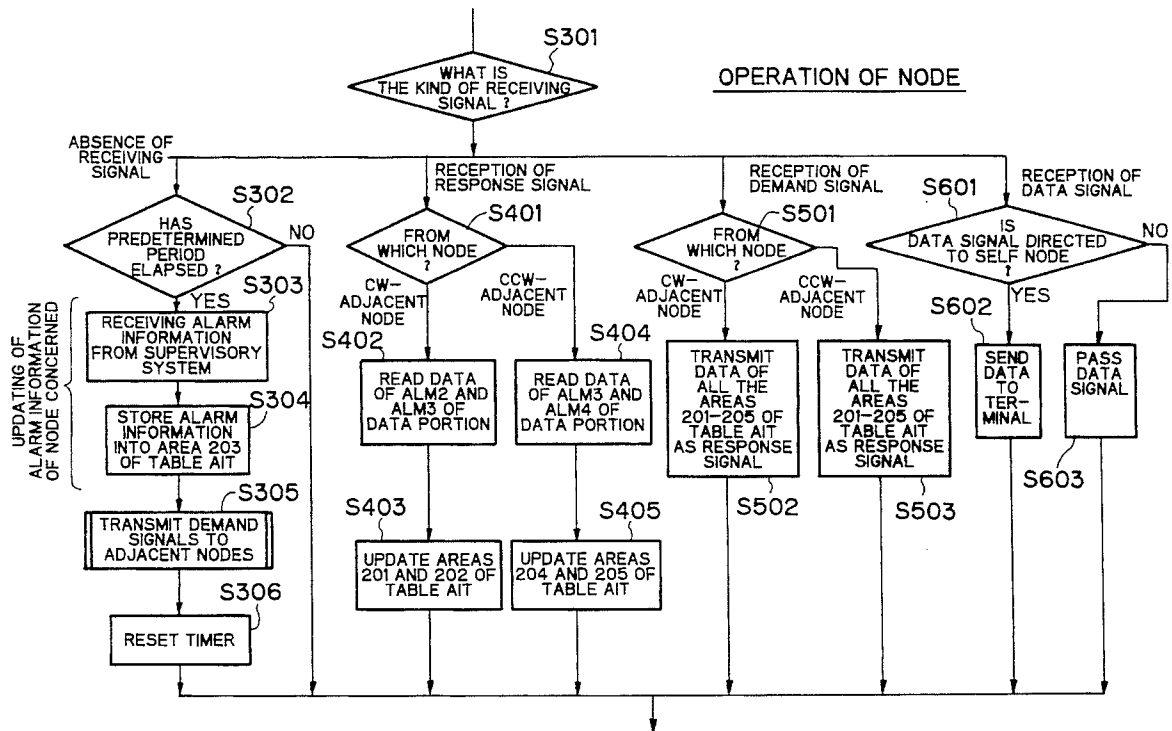 S301
WHAT IS
THE KIND OF RECEIVING
SIGNAL ?
OPERATION OF NODE
ABSENCE OF
RECEIVING
SIGNAL
RECEPTION OF
RESPONSE SIGNAL
RECEPTION OF
DEMAND SIGNAL
RECEPTION OF
DATA SIGNAL
S302
HAS
PREDETERMINED
PERIOD
ELAPSED ?
NO
YES
S401
FROM
WHICH NODE
?
CW-
ADJACENT
NODE
CCW-
ADJACENT
NODE
S501
FROM
WHICH NODE
?
CW-
ADJACENT
NODE
CCW-
ADJACENT
NODE
S601
IS
DATA SIGNAL DIRECTED
TO SELF NODE
?
NO
YES
UPDATING OF
ALARM INFORMATION
OF NODE CONCERNED
S303
RECEIVING ALARM
INFORMATION
FROM SUPERVISORY
SYSTEM
S304
STORE ALARM
INFORMATION
INTO AREA 203
OF TABLE AIT
S305
TRANSMIT DEMAND
SIGNALS TO
ADJACENT NODES
S306
RESET TIMER
S402
READ DATA
OF ALM2 AND
ALM3 OF
DATA PORTION
S404
READ DATA
OF ALM3 AND
ALM4 OF
DATA PORTION
S403
UPDATE AREAS
201 AND 202 OF
TABLE AIT
S405
UPDATE AREAS
204 AND 205 OF
TABLE AIT
TRANSMIT
DATA OF
ALL THE
AREAS
201-205 OF
TABLE AIT
AS RESPONSE
SIGNAL
S502
TRANSMIT
DATA OF
ALL THE
AREAS
201-205 OF
TABLE AIT
AS RESPONSE
SIGNAL
S503
S602
SEND
DATA TO
TER-
MINAL
PASS
DATA
SIGNAL
S603